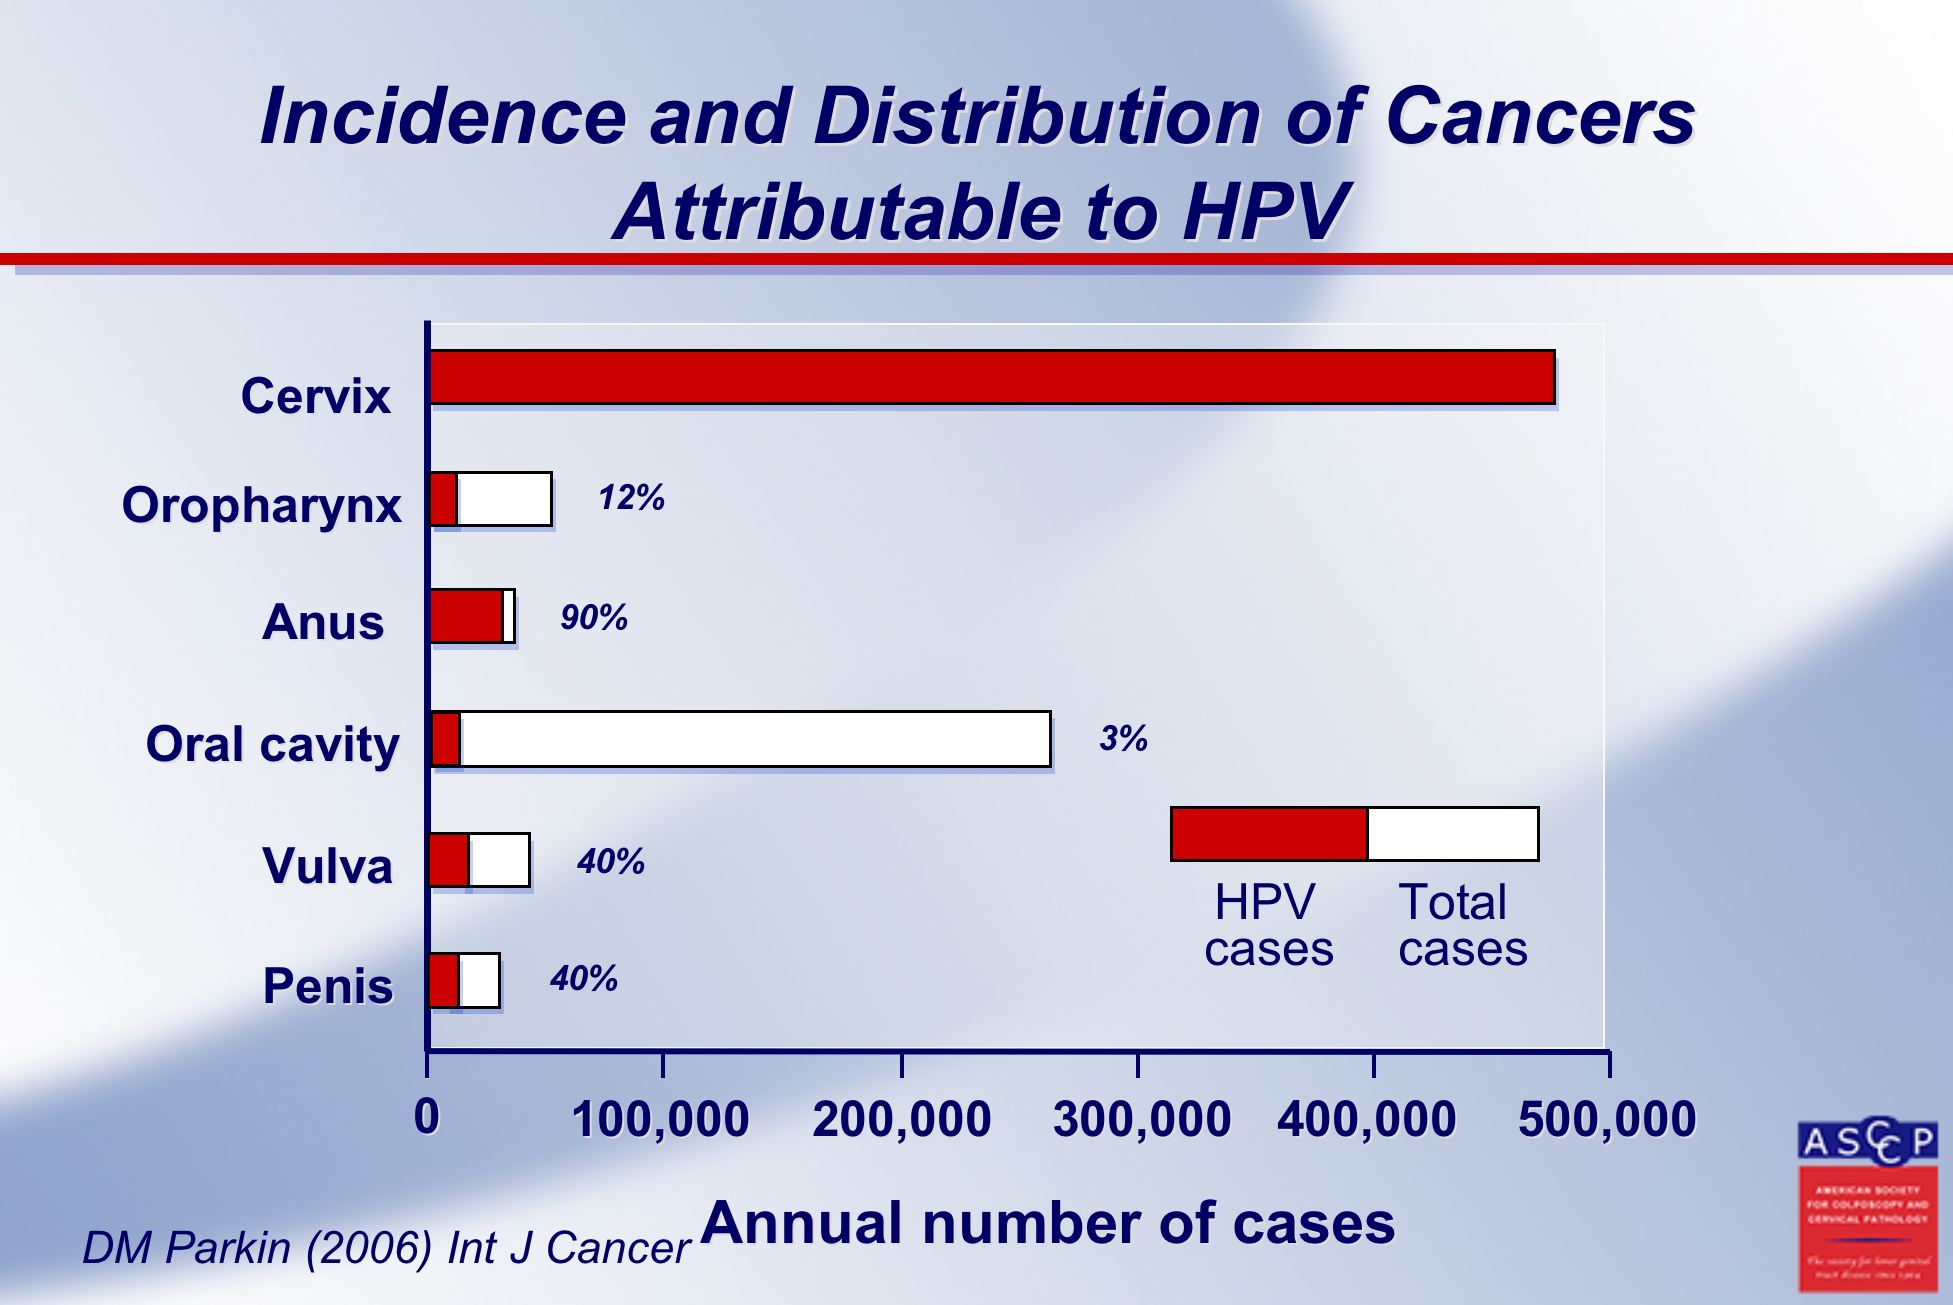 Incidence and Distribution of Cancers
Attributable to HPV
Cervix
Oropharynx
12%
Anus
90%
Oral cavity
3%
Vulva
40%
HPV cases
Total cases
Penis
40%
0
100,000
200,000
300,000
400,000
500,000
Annual number of cases
DM Parkin (2006) Int J Cancer
ASCCP
AMERICAN SOCIETY
FOR COLPOSCOPY AND
CERVICAL PATHOLOGY